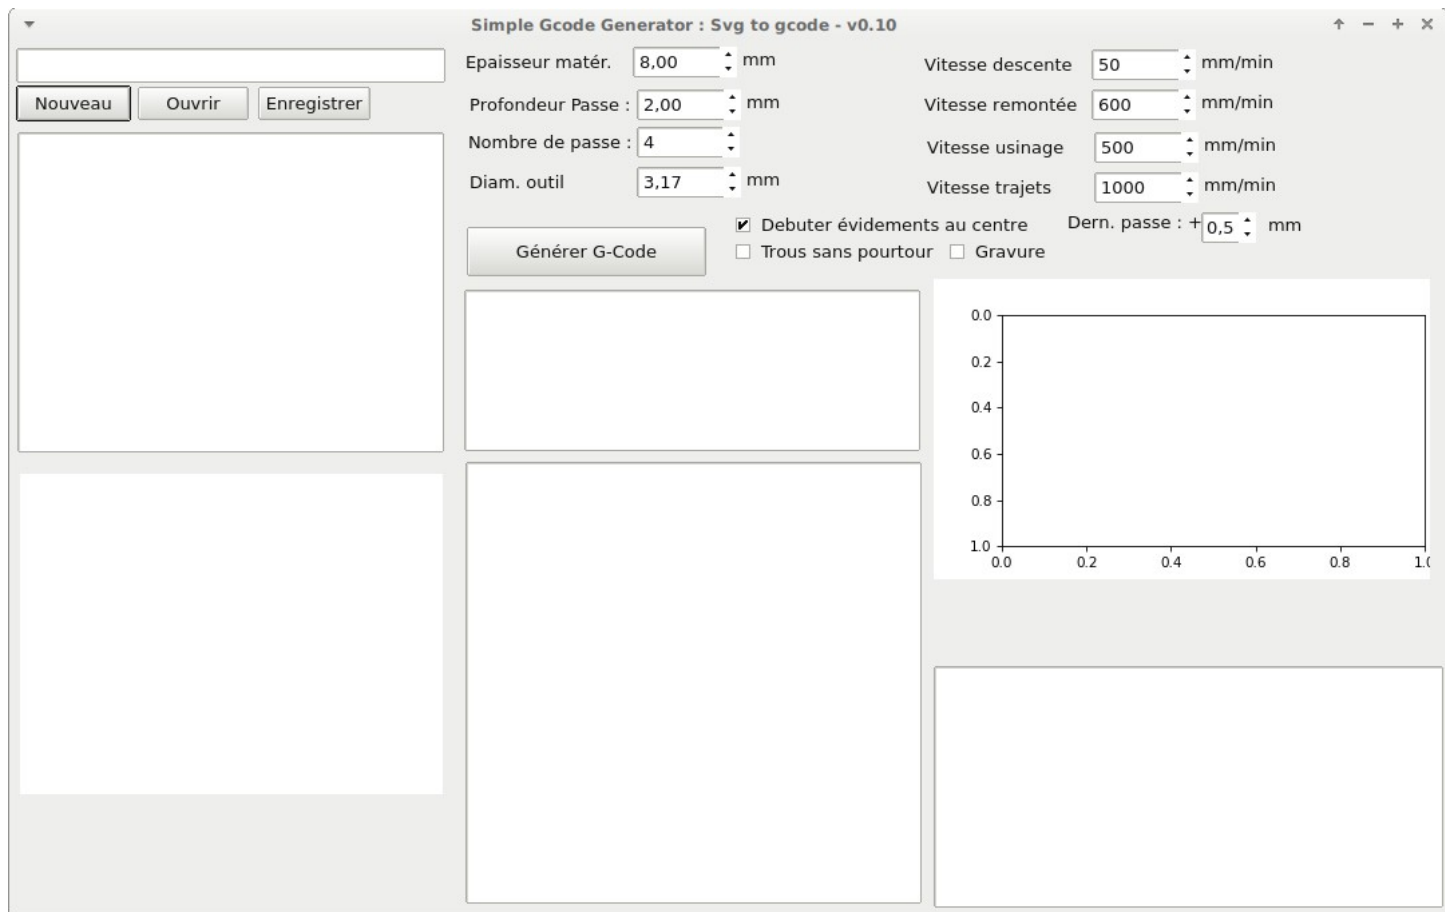 Simple Gcode Generator : Svg to gcode - v0.10
Nouveau Ouvrir Enregistrer
Epaisseur matér. 8,00 mm
Profondeur Passe : 2,00 mm
Nombre de passe : 4
Diam. outil 3,17 mm
Vitesse descente 50 mm/min
Vitesse remontée 600 mm/min
Vitesse usinage 500 mm/min
Vitesse trajets 1000 mm/min
Debuter évidements au centre Dern. passe : + 0,5 mm
Générer G-Code Trous sans pourtour Gravure
0.0
0.2
0.4
0.6
0.8
1.0
0.0 0.2 0.4 0.6 0.8 1.0